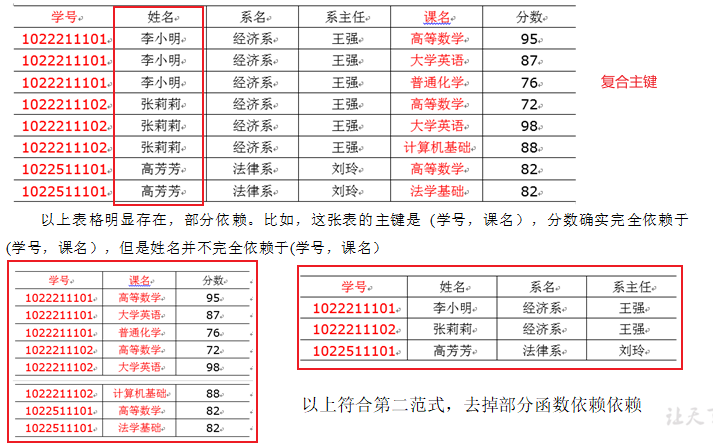 学号 姓名 系名 系主任 课名 分数
1022211101 李小明 经济系 王强 高等数学 95
1022211101 李小明 经济系 王强 大学英语 87
1022211101 李小明 经济系 王强 普通化学 76
复合主键
1022211102 张莉莉 经济系 王强 高等数学 72
1022211102 张莉莉 经济系 王强 大学英语 98
1022211102 张莉莉 经济系 王强 计算机基础 88
1022511101 高芳芳 法律系 刘玲 高等数学 82
1022511101 高芳芳 法律系 刘玲 法学基础 82
以上表格明显存在，部分依赖。比如，这张表的主键是（学号，课名），分数确实完全依赖于
(学号，课名），但是姓名并不完全依赖于(学号，课名）
学号 课名 分数
1022211101 高等数学 95
1022211101 大学英语 87
1022211101 普通化学 76
1022211102 高等数学 72
1022211102 大学英语 98
1022211102 计算机基础 88
1022511101 高等数学 82
1022511101 法学基础 82
学号 姓名 系名 系主任
1022211101 李小明 经济系 王强
1022211102 张莉莉 经济系 王强
1022511101 高芳芳 法律系 刘玲
以上符合第二范式，去掉部分函数依赖依赖
让天